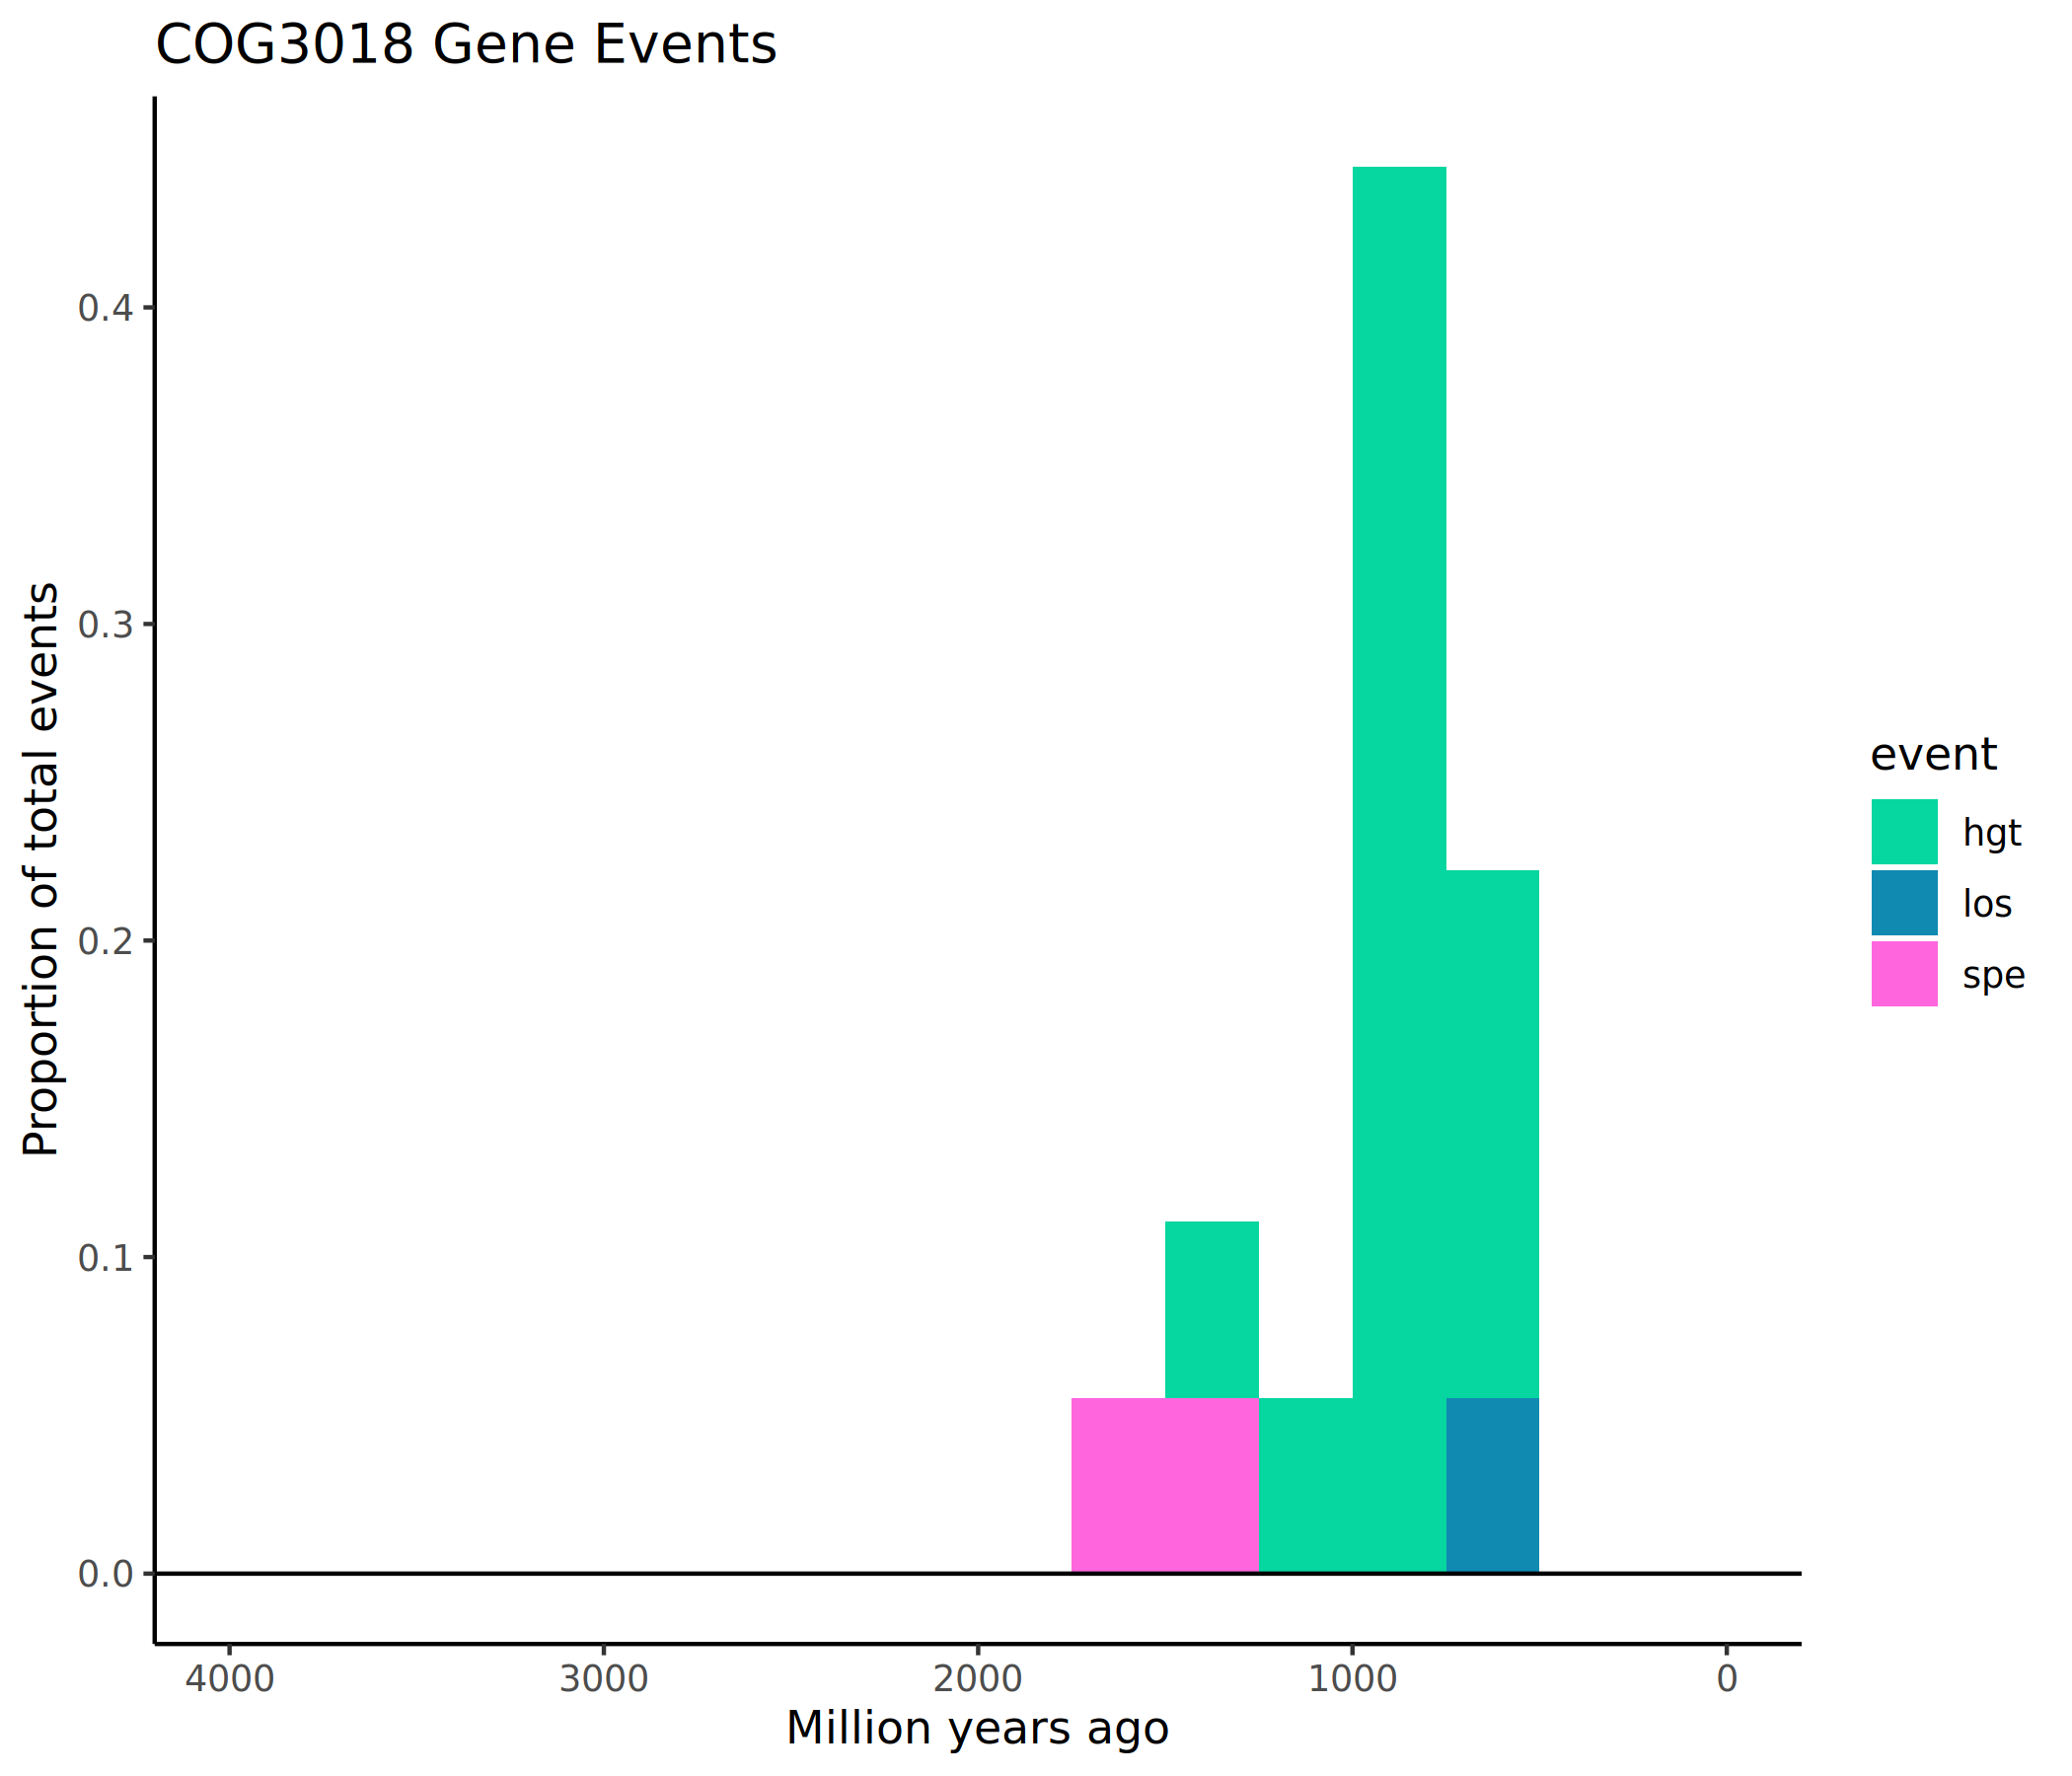 COG3018 Gene Events
Proportion of total events
0.4
0.3
0.2
0.1
0.0
4000 3000 2000 1000 0
Million years ago
event
hgt
los
spe